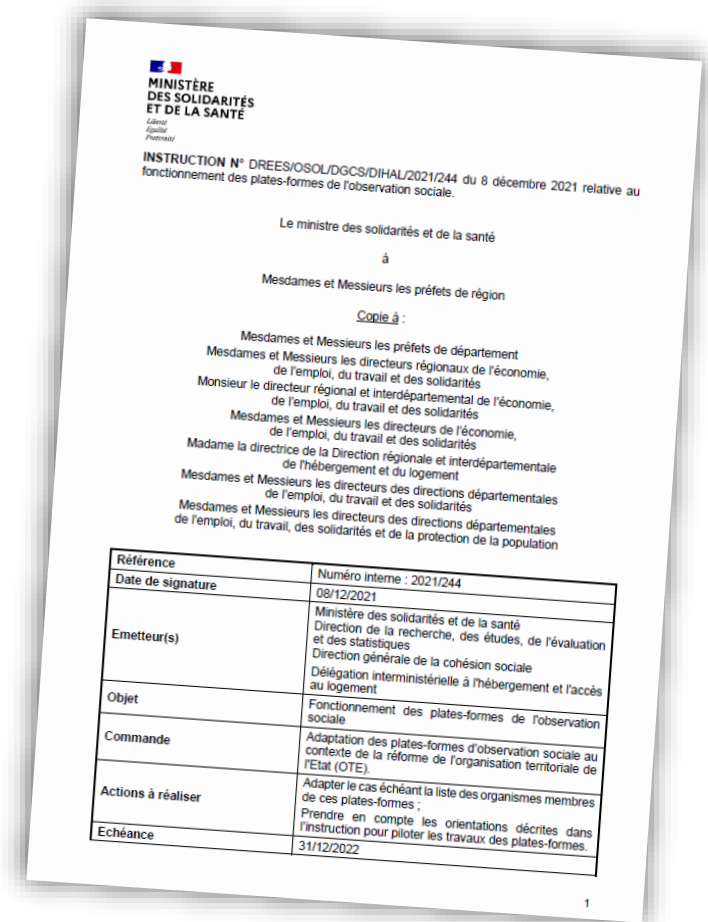 MINISTÈRE
DES SOLIDARITÉS
ET DE LA SANTÉ
Liberté
Égalité
Fraternité
INSTRUCTION N° DREES/OSOL/DGCS/DIHAL/2021/244 du 8 décembre 2021 relative au
fonctionnement des plates-formes de l'observation sociale.
Le ministre des solidarités et de la santé
à
Mesdames et Messieurs les préfets de région
Copie à :
Mesdames et Messieurs les préfets de département
Mesdames et Messieurs les directeurs régionaux de l'économie,
de l'emploi, du travail et des solidarités
Monsieur le directeur régional et interdépartemental de l'économie,
de l'emploi, du travail et des solidarités
Mesdames et Messieurs les directeurs de l'économie,
de l'emploi, du travail et des solidarités
Madame la directrice de la Direction régionale et interdépartementale
de l'hébergement et du logement
Mesdames et Messieurs les directeurs des directions départementales
de l'emploi, du travail et des solidarités
Mesdames et Messieurs les directeurs des directions départementales
de l'emploi, du travail, des solidarités et de la protection de la population
Référence
Numéro interne : 2021/244
Date de signature
08/12/2021
Emetteur(s)
Ministère des solidarités et de la santé
Direction de la recherche, des études, de l'évaluation
et des statistiques
Direction générale de la cohésion sociale
Délégation interministérielle à l'hébergement et l'accès
au logement
Objet
Fonctionnement des plates-formes de l'observation
sociale
Commande
Adaptation des plates-formes d'observation sociale au
contexte de la réforme de l'organisation territoriale de
l'Etat (OTE).
Actions à réaliser
Adapter le cas échéant la liste des organismes membres
de ces plates-formes ;
Prendre en compte les orientations décrites dans
l'instruction pour piloter les travaux des plates-formes.
Echéance
31/12/2022
1